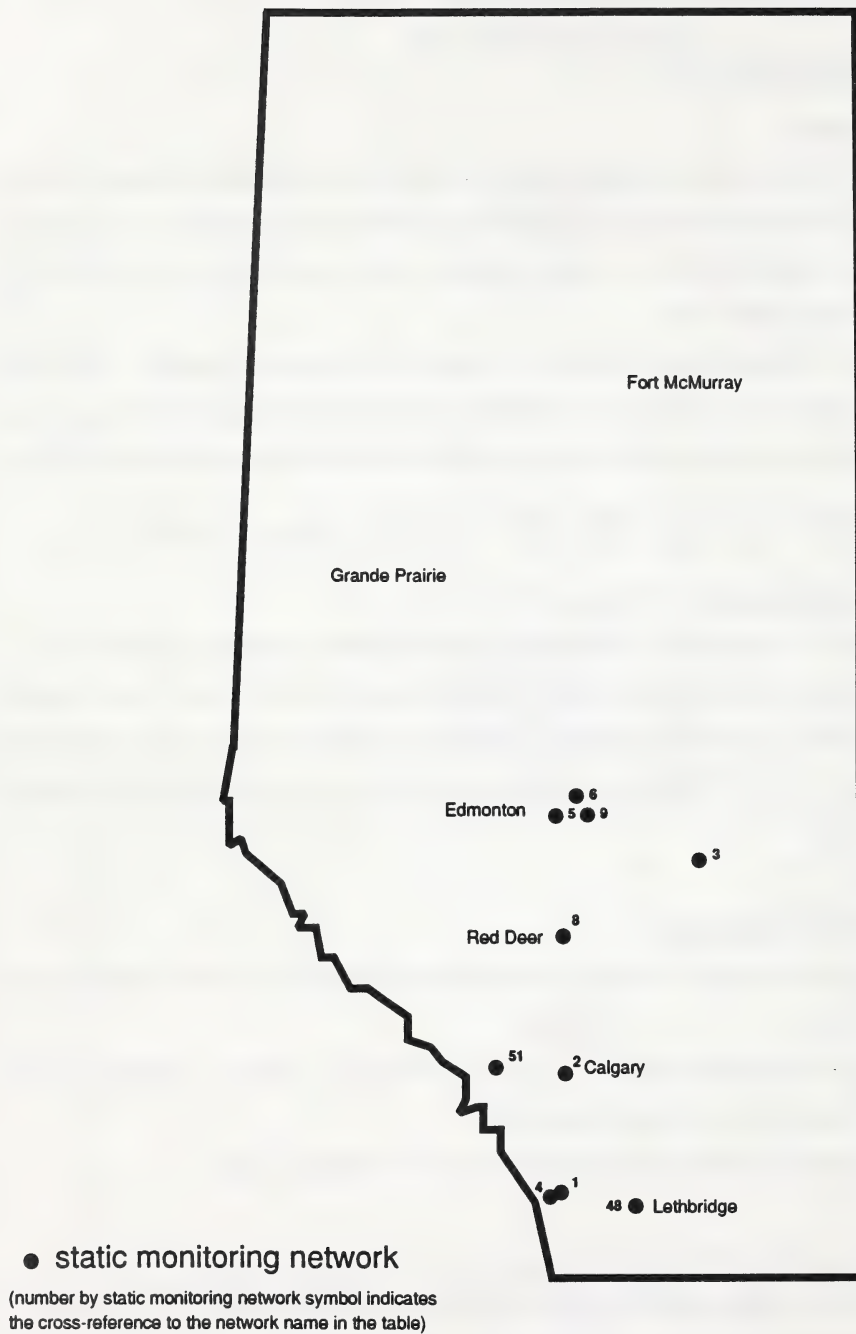 Fort McMurray
Grande Prairie
6
Edmonton 5 9
3
8
Red Deer
51
2 Calgary
4 1
48 Lethbridge
static monitoring network
(number by static monitoring network symbol indicates
the cross-reference to the network name in the table)